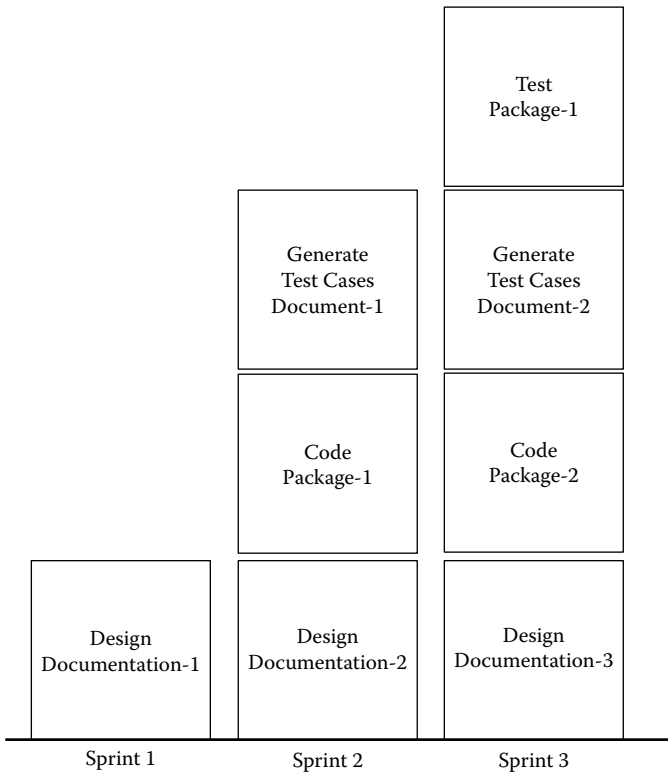 Test
Package-1
Generate
Test Cases
Document-1
Generate
Test Cases
Document-2
Code
Package-1
Code
Package-2
Design
Documentation-1
Design
Documentation-2
Design
Documentation-3
Sprint 1
Sprint 2
Sprint 3